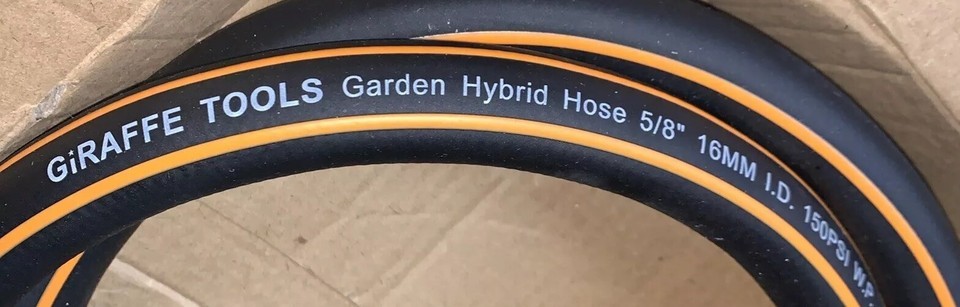 GiRAFFE TOOLS Garden Hybrid Hose 5/8" 16MM I.D. 150PSI W.P.